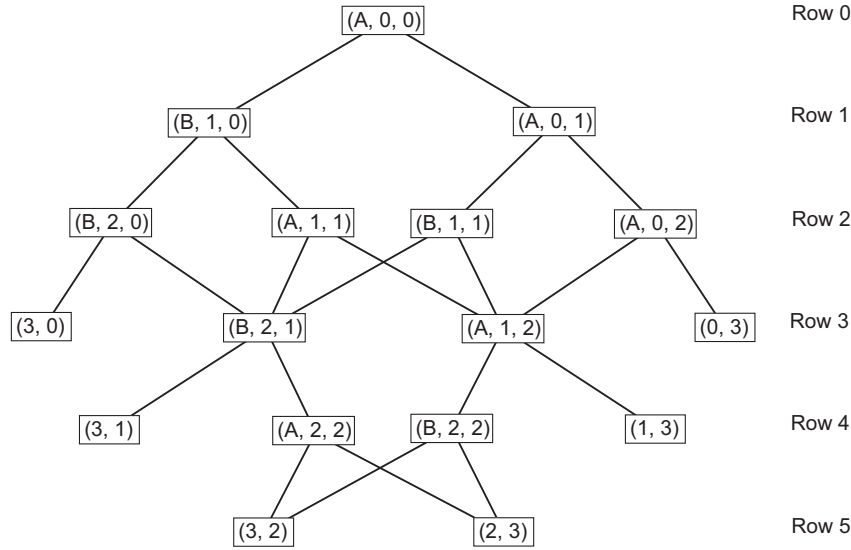 (A, 0, 0) Row 0
(B, 1, 0) (A, 0, 1) Row 1
(B, 2, 0) (A, 1, 1) (B, 1, 1) (A, 0, 2) Row 2
(3, 0) (B, 2, 1) (A, 1, 2) (0, 3) Row 3
(3, 1) (A, 2, 2) (B, 2, 2) (1, 3) Row 4
(3, 2) (2, 3) Row 5